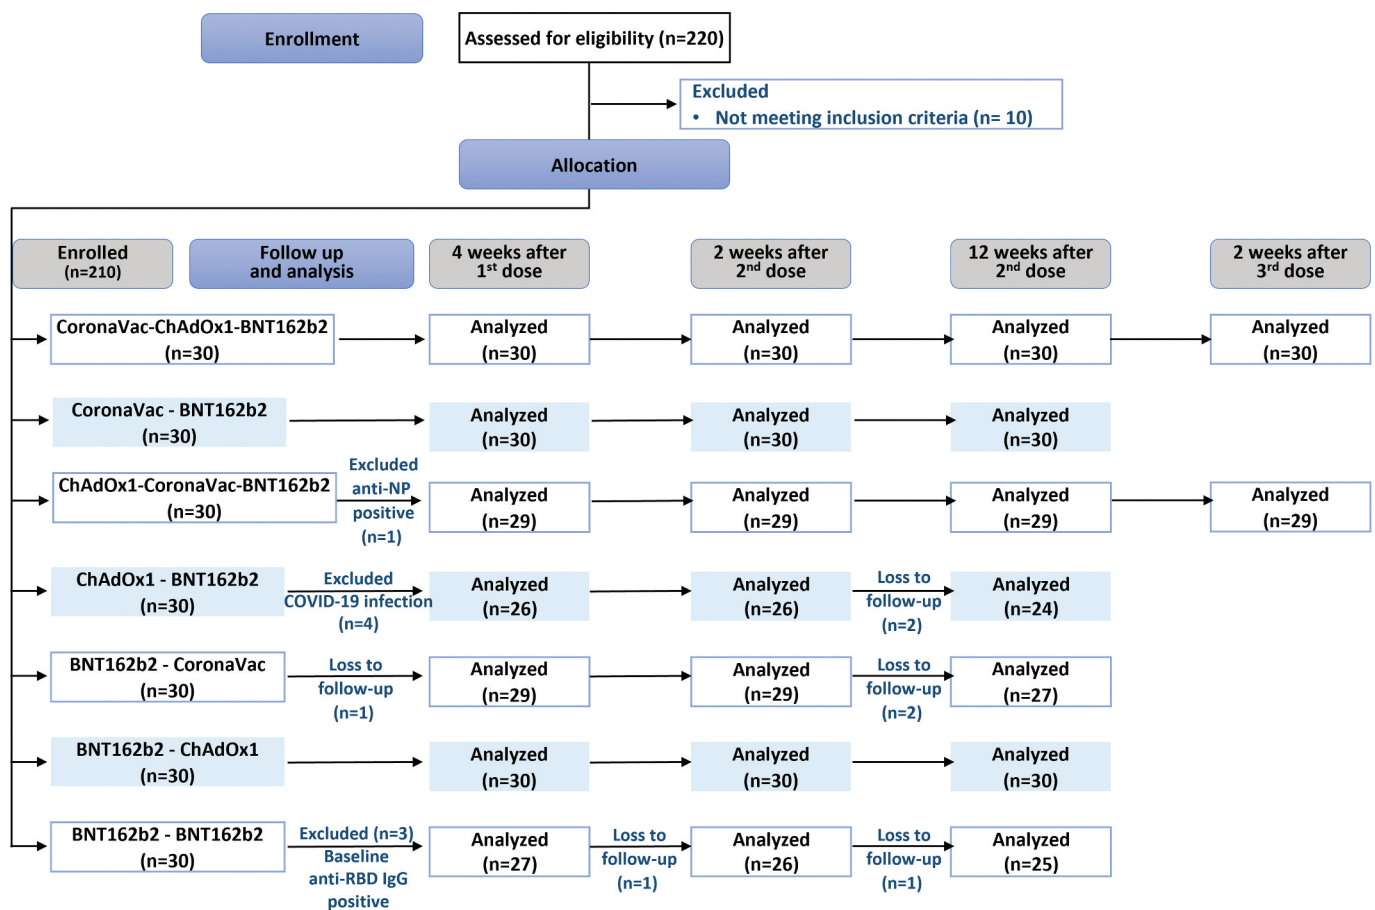 Enrollment
Assessed for eligibility (n=220)
Excluded
• Not meeting inclusion criteria (n= 10)
Allocation
Enrolled
(n=210)
Follow up
and analysis
4 weeks after
1st dose
2 weeks after
2nd dose
12 weeks after
2nd dose
2 weeks after
3rd dose
CoronaVac-ChAdOx1-BNT162b2
(n=30)
Analyzed
(n=30)
Analyzed
(n=30)
Analyzed
(n=30)
Analyzed
(n=30)
CoronaVac - BNT162b2
(n=30)
Analyzed
(n=30)
Analyzed
(n=30)
Analyzed
(n=30)
ChAdOx1-CoronaVac-BNT162b2
(n=30)
Excluded
anti-NP
positive
(n=1)
Analyzed
(n=29)
Analyzed
(n=29)
Analyzed
(n=29)
Analyzed
(n=29)
ChAdOx1 - BNT162b2
(n=30)
Excluded
COVID-19 infection
(n=4)
Analyzed
(n=26)
Analyzed
(n=26)
Loss to
follow-up
(n=2)
Analyzed
(n=24)
BNT162b2 - CoronaVac
(n=30)
Loss to
follow-up
(n=1)
Analyzed
(n=29)
Analyzed
(n=29)
Loss to
follow-up
(n=2)
Analyzed
(n=27)
BNT162b2 - ChAdOx1
(n=30)
Analyzed
(n=30)
Analyzed
(n=30)
Analyzed
(n=30)
BNT162b2 - BNT162b2
(n=30)
Excluded (n=3)
Baseline
anti-RBD IgG
positive
Analyzed
(n=27)
Loss to
follow-up
(n=1)
Analyzed
(n=26)
Loss to
follow-up
(n=1)
Analyzed
(n=25)